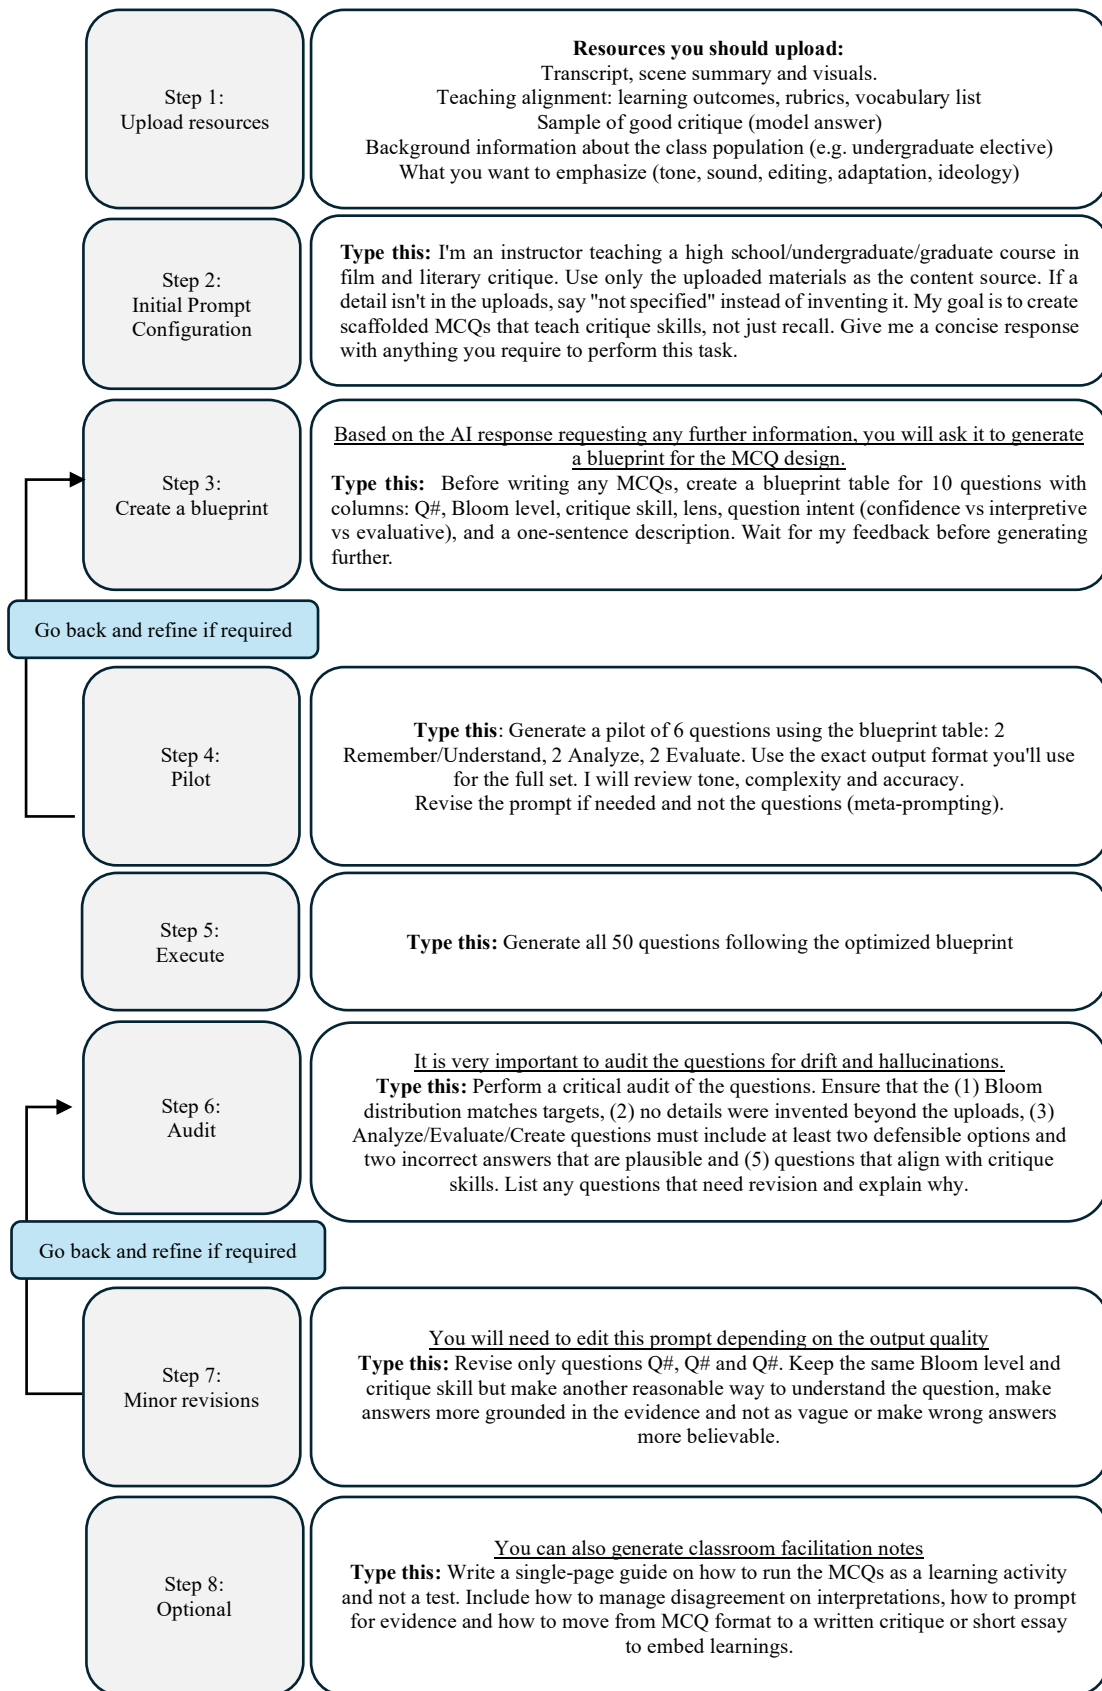 Step 1:
Upload resources
Resources you should upload:
Transcript, scene summary and visuals.
Teaching alignment: learning outcomes, rubrics, vocabulary list
Sample of good critique (model answer)
Background information about the class population (e.g. undergraduate elective)
What you want to emphasize (tone, sound, editing, adaptation, ideology)
Step 2:
Initial Prompt
Configuration
Type this: I'm an instructor teaching a high school/undergraduate/graduate course in
film and literary critique. Use only the uploaded materials as the content source. If a
detail isn't in the uploads, say "not specified" instead of inventing it. My goal is to create
scaffolded MCQs that teach critique skills, not just recall. Give me a concise response
with anything you require to perform this task.
Step 3:
Create a blueprint
Based on the AI response requesting any further information, you will ask it to generate
a blueprint for the MCQ design.
Type this: Before writing any MCQs, create a blueprint table for 10 questions with
columns: Q#, Bloom level, critique skill, lens, question intent (confidence vs interpretive
vs evaluative), and a one-sentence description. Wait for my feedback before generating
further.
Go back and refine if required
Step 4:
Pilot
Type this: Generate a pilot of 6 questions using the blueprint table: 2
Remember/Understand, 2 Analyze, 2 Evaluate. Use the exact output format you'll use
for the full set. I will review tone, complexity and accuracy.
Revise the prompt if needed and not the questions (meta-prompting).
Step 5:
Execute
Type this: Generate all 50 questions following the optimized blueprint
Step 6:
Audit
It is very important to audit the questions for drift and hallucinations.
Type this: Perform a critical audit of the questions. Ensure that the (1) Bloom
distribution matches targets, (2) no details were invented beyond the uploads, (3)
Analyze/Evaluate/Create questions must include at least two defensible options and
two incorrect answers that are plausible and (5) questions that align with critique
skills. List any questions that need revision and explain why.
Go back and refine if required
Step 7:
Minor revisions
You will need to edit this prompt depending on the output quality
Type this: Revise only questions Q#, Q# and Q#. Keep the same Bloom level and
critique skill but make another reasonable way to understand the question, make
answers more grounded in the evidence and not as vague or make wrong answers
more believable.
Step 8:
Optional
You can also generate classroom facilitation notes
Type this: Write a single-page guide on how to run the MCQs as a learning activity
and not a test. Include how to manage disagreement on interpretations, how to prompt
for evidence and how to move from MCQ format to a written critique or short essay
to embed learnings.